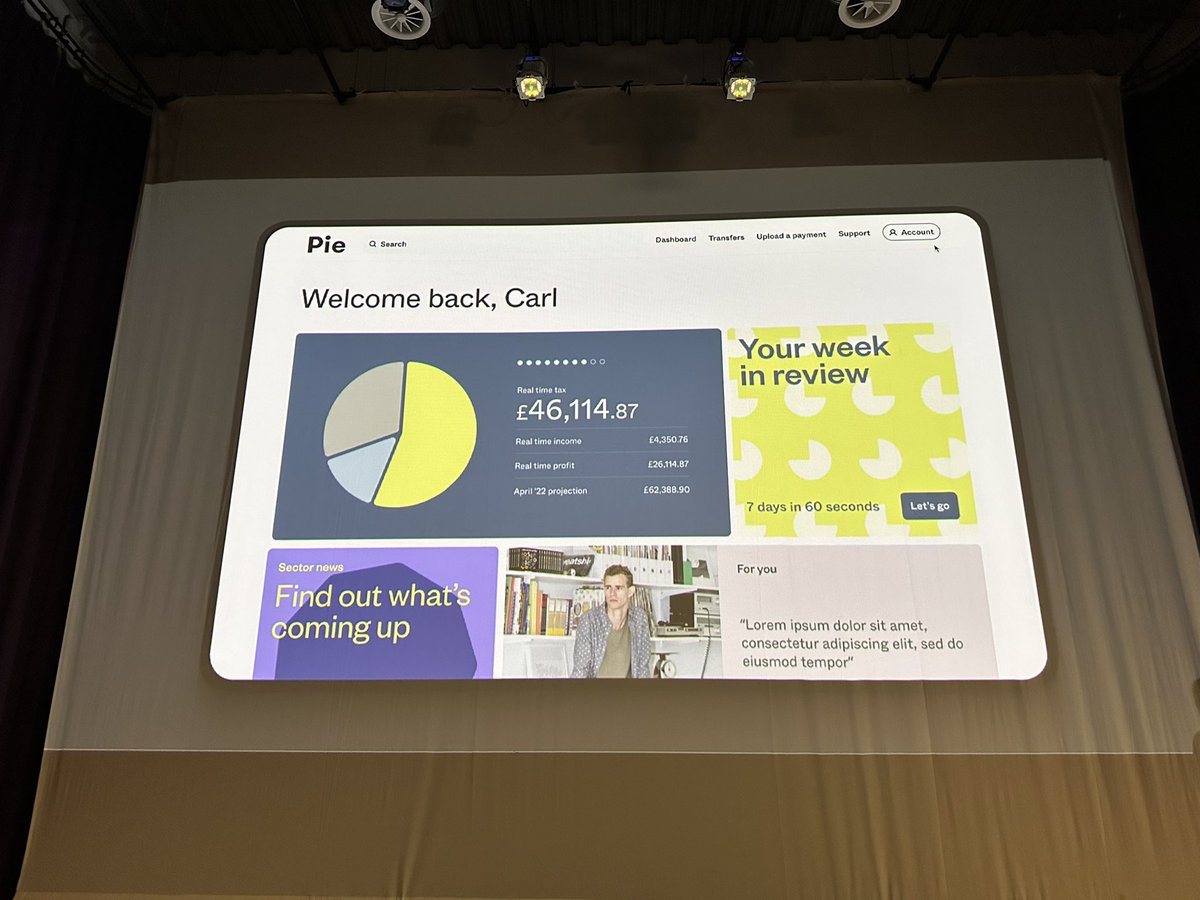 Pie
Search
Dashboard
Transfers
Upload a payment
Support
Account
Welcome back, Carl
Real time tax
£46,114.87
Real time income £4,350.76
Real time profit £26,114.87
April '22 projection £62,388.90
Your week
in review
7 days in 60 seconds
Let's go
Sector news
Find out what's
coming up
For you
"Lorem ipsum dolor sit amet,
consectetur adipiscing elit, sed do
eiusmod tempor"